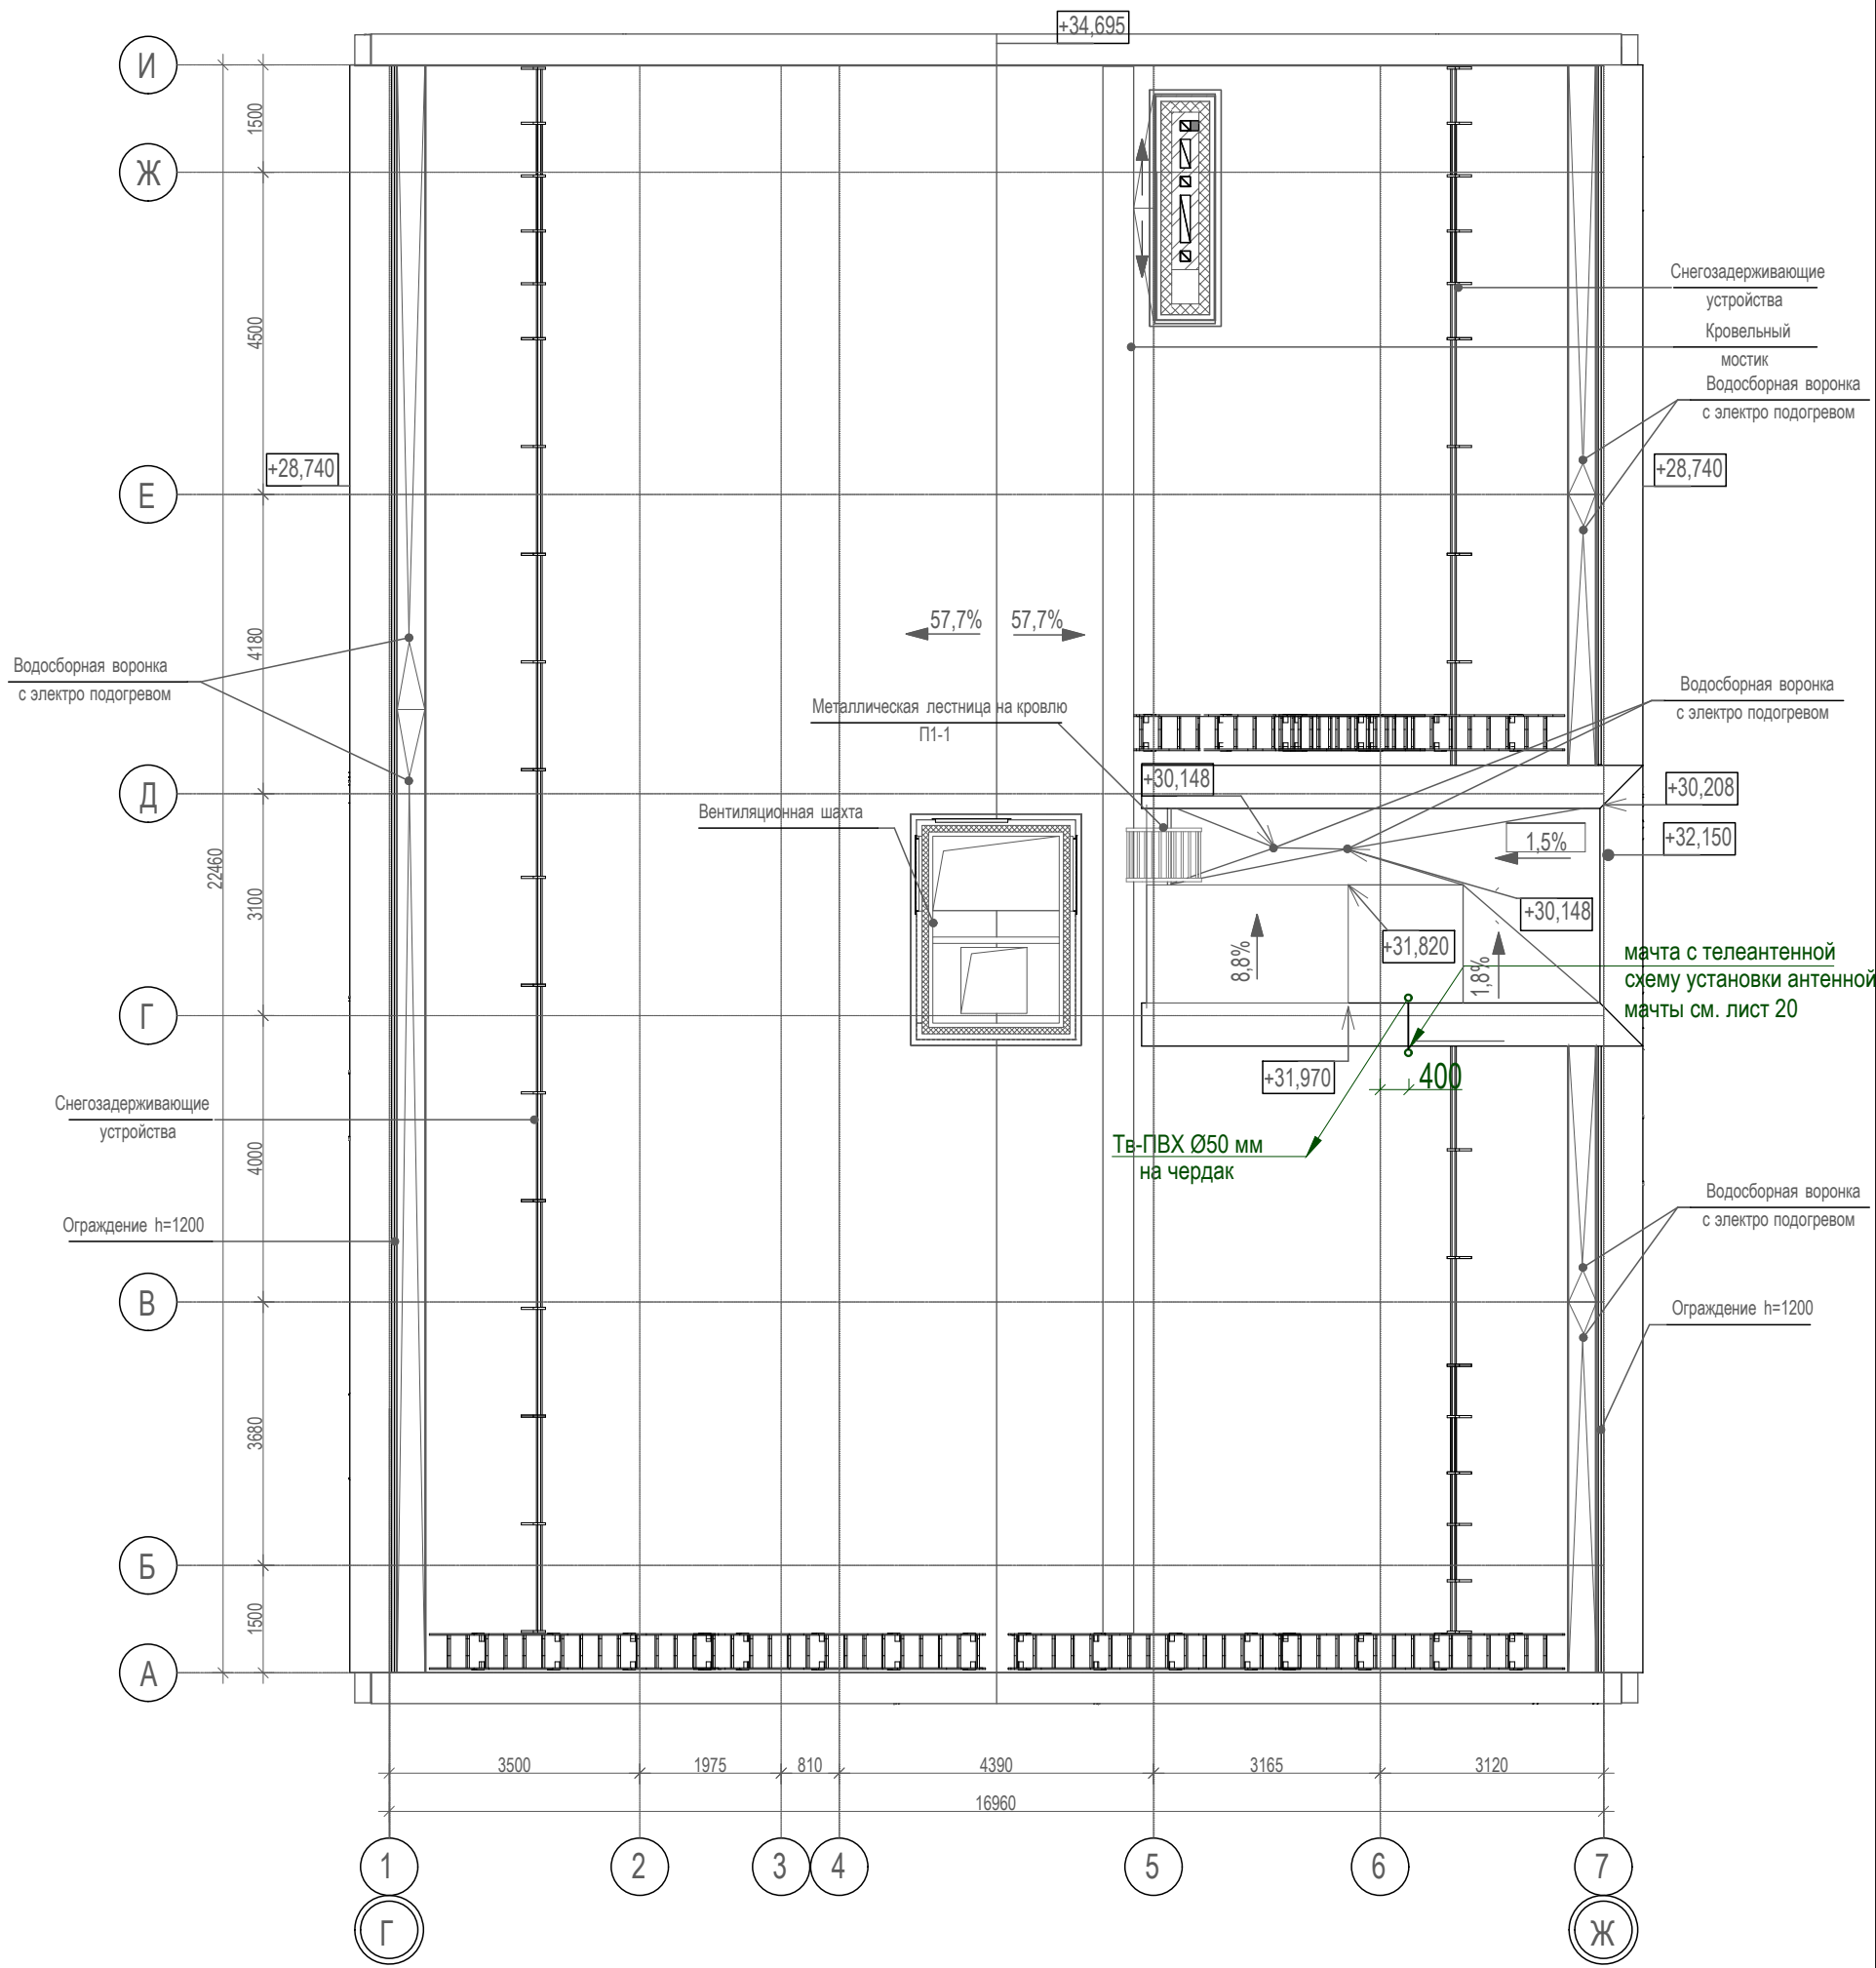 +34,695
И
1500
Ж
Снегозадерживающие
устройства
4500
Кровельный
мостик
Водосборная воронка
с электро подогревом
+28,740
+28,740
Е
57,7%
57,7%
4180
Водосборная воронка
с электро подогревом
Водосборная воронка
с электро подогревом
Металлическая лестница на кровлю
П1-1
+30,148
+30,208
Д
Вентиляционная шахта
1,5%
+32,150
22460
3100
+30,148
+31,820
8,8%
1,8%
мачта с телеантенной
схему установки антенной
мачты см. лист 20
Г
+31,970
400
Снегозадерживающие
устройства
4000
Тв-ПВХ Ø50 мм
на чердак
Водосборная воронка
с электро подогревом
Ограждение h=1200
В
Ограждение h=1200
3680
Б
1500
А
3500
1975
810
4390
3165
3120
16960
1
2
3
4
5
6
7
Г
Ж